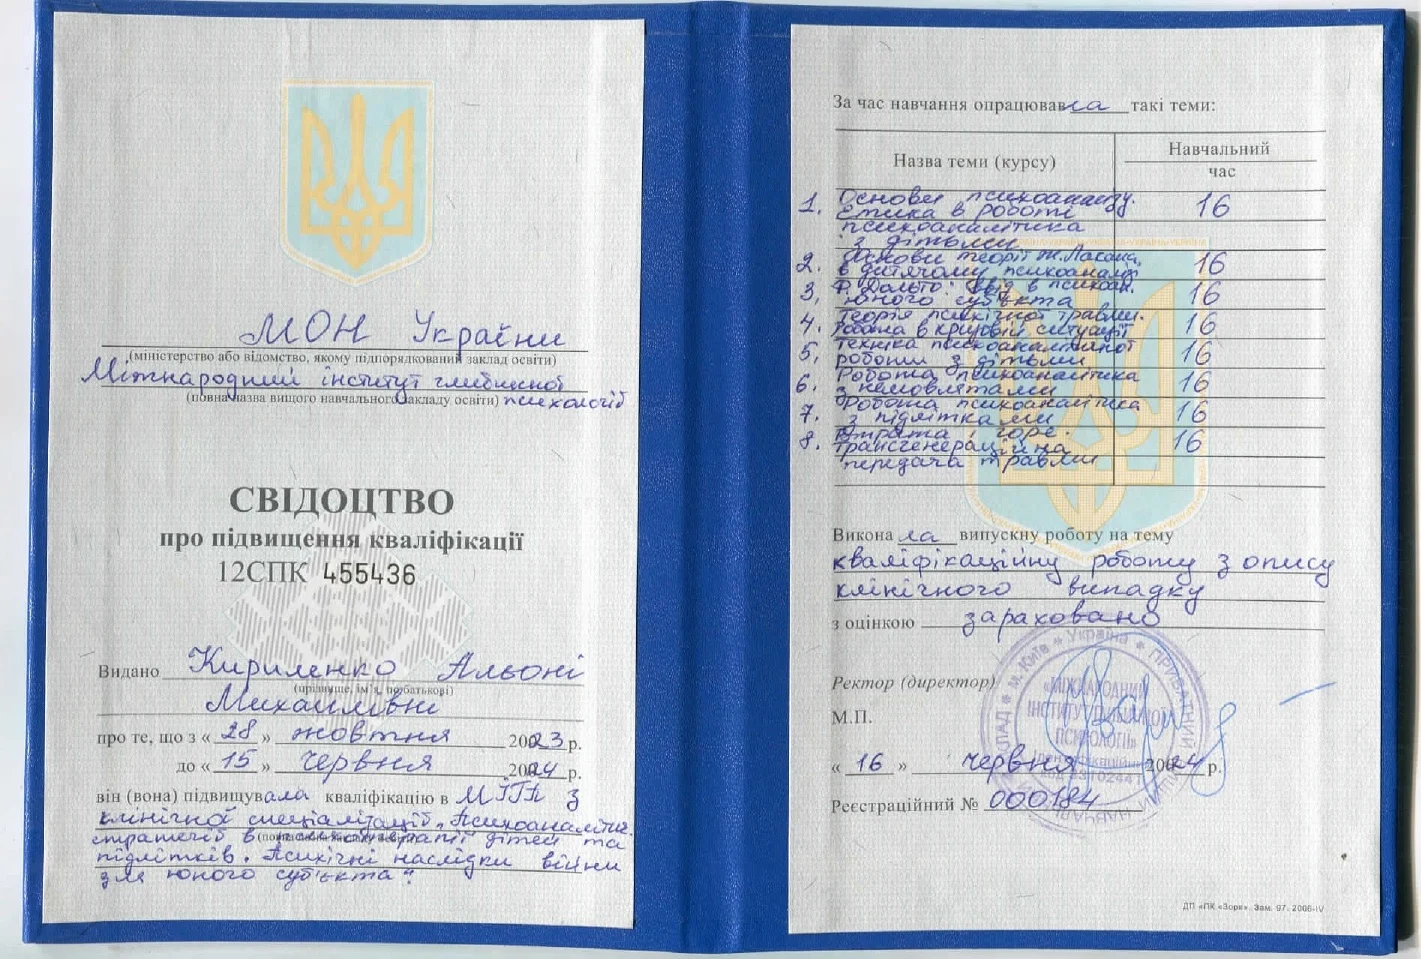 МОН України
(міністерство або відомство, якому підпорядкований заклад освіти)
Міжнародний інститут глибинної
(повна назва вищого навчального закладу освіти) психології
СВІДОЦТВО
про підвищення кваліфікації
12СПК 455436
Видано Кириленко Альоні
(прізвище, ім'я, по батькові)
Михайлівні
про те, що з « 28 » жовтня 2023 р.
до « 15 » червня 2024 р.
він (вона) підвищувала кваліфікацію в МІГП з
клінічної спеціалізації „Психоаналітич.
стратегії в психотерапії дітей та
підлітків. Психічні наслідки війни
для юного суб'єкта"
За час навчання опрацювала такі теми:
Назва теми (курсу)
Навчальний
час
1. Основи психоаналізу. 16
Етика в роботі
психоаналітика
з дітьми
2. Основи теорії Ж. Лакана 16
в дитячому психоаналізі
3. Ф. Дольто: в психоан. 16
юного суб'єкта
4. Теорія психічної травми. 16
Робота в кризовій ситуації
5. Техніка психоаналітичної 16
роботи з дітьми
6. Робота психоаналітика 16
з немовлятами
7. Робота психоаналітика 16
з підлітками
8. Втрата і горе. 16
Трансгенераційна
передача травми
Виконала випускну роботу на тему
кваліфікаційну роботу з опису
клінічного випадку
з оцінкою зараховано
Ректор (директор)
М.П.
« 16 » червня 2024 р.
Реєстраційний № 000184
м. Київ * Україна * ПРИВАТНИЙ
«МІЖНАРОДНИЙ
ІНСТИТУТ ГЛИБИННОЇ
ПСИХОЛОГІЇ»
ДП «ПК «Зоря». Зам. 97. 2006-IV